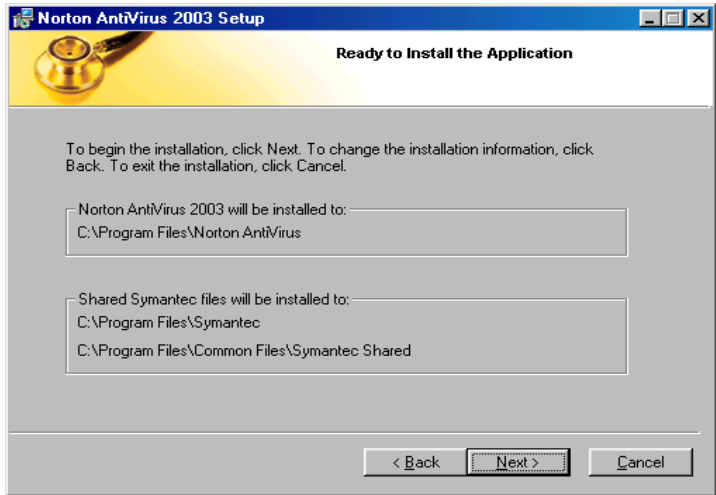 Norton AntiVirus 2003 Setup
Ready to Install the Application
To begin the installation, click Next. To change the installation information, click
Back. To exit the installation, click Cancel.
Norton AntiVirus 2003 will be installed to:
C:\Program Files\Norton AntiVirus
Shared Symantec files will be installed to:
C:\Program Files\Symantec
C:\Program Files\Common Files\Symantec Shared
< Back Next > Cancel